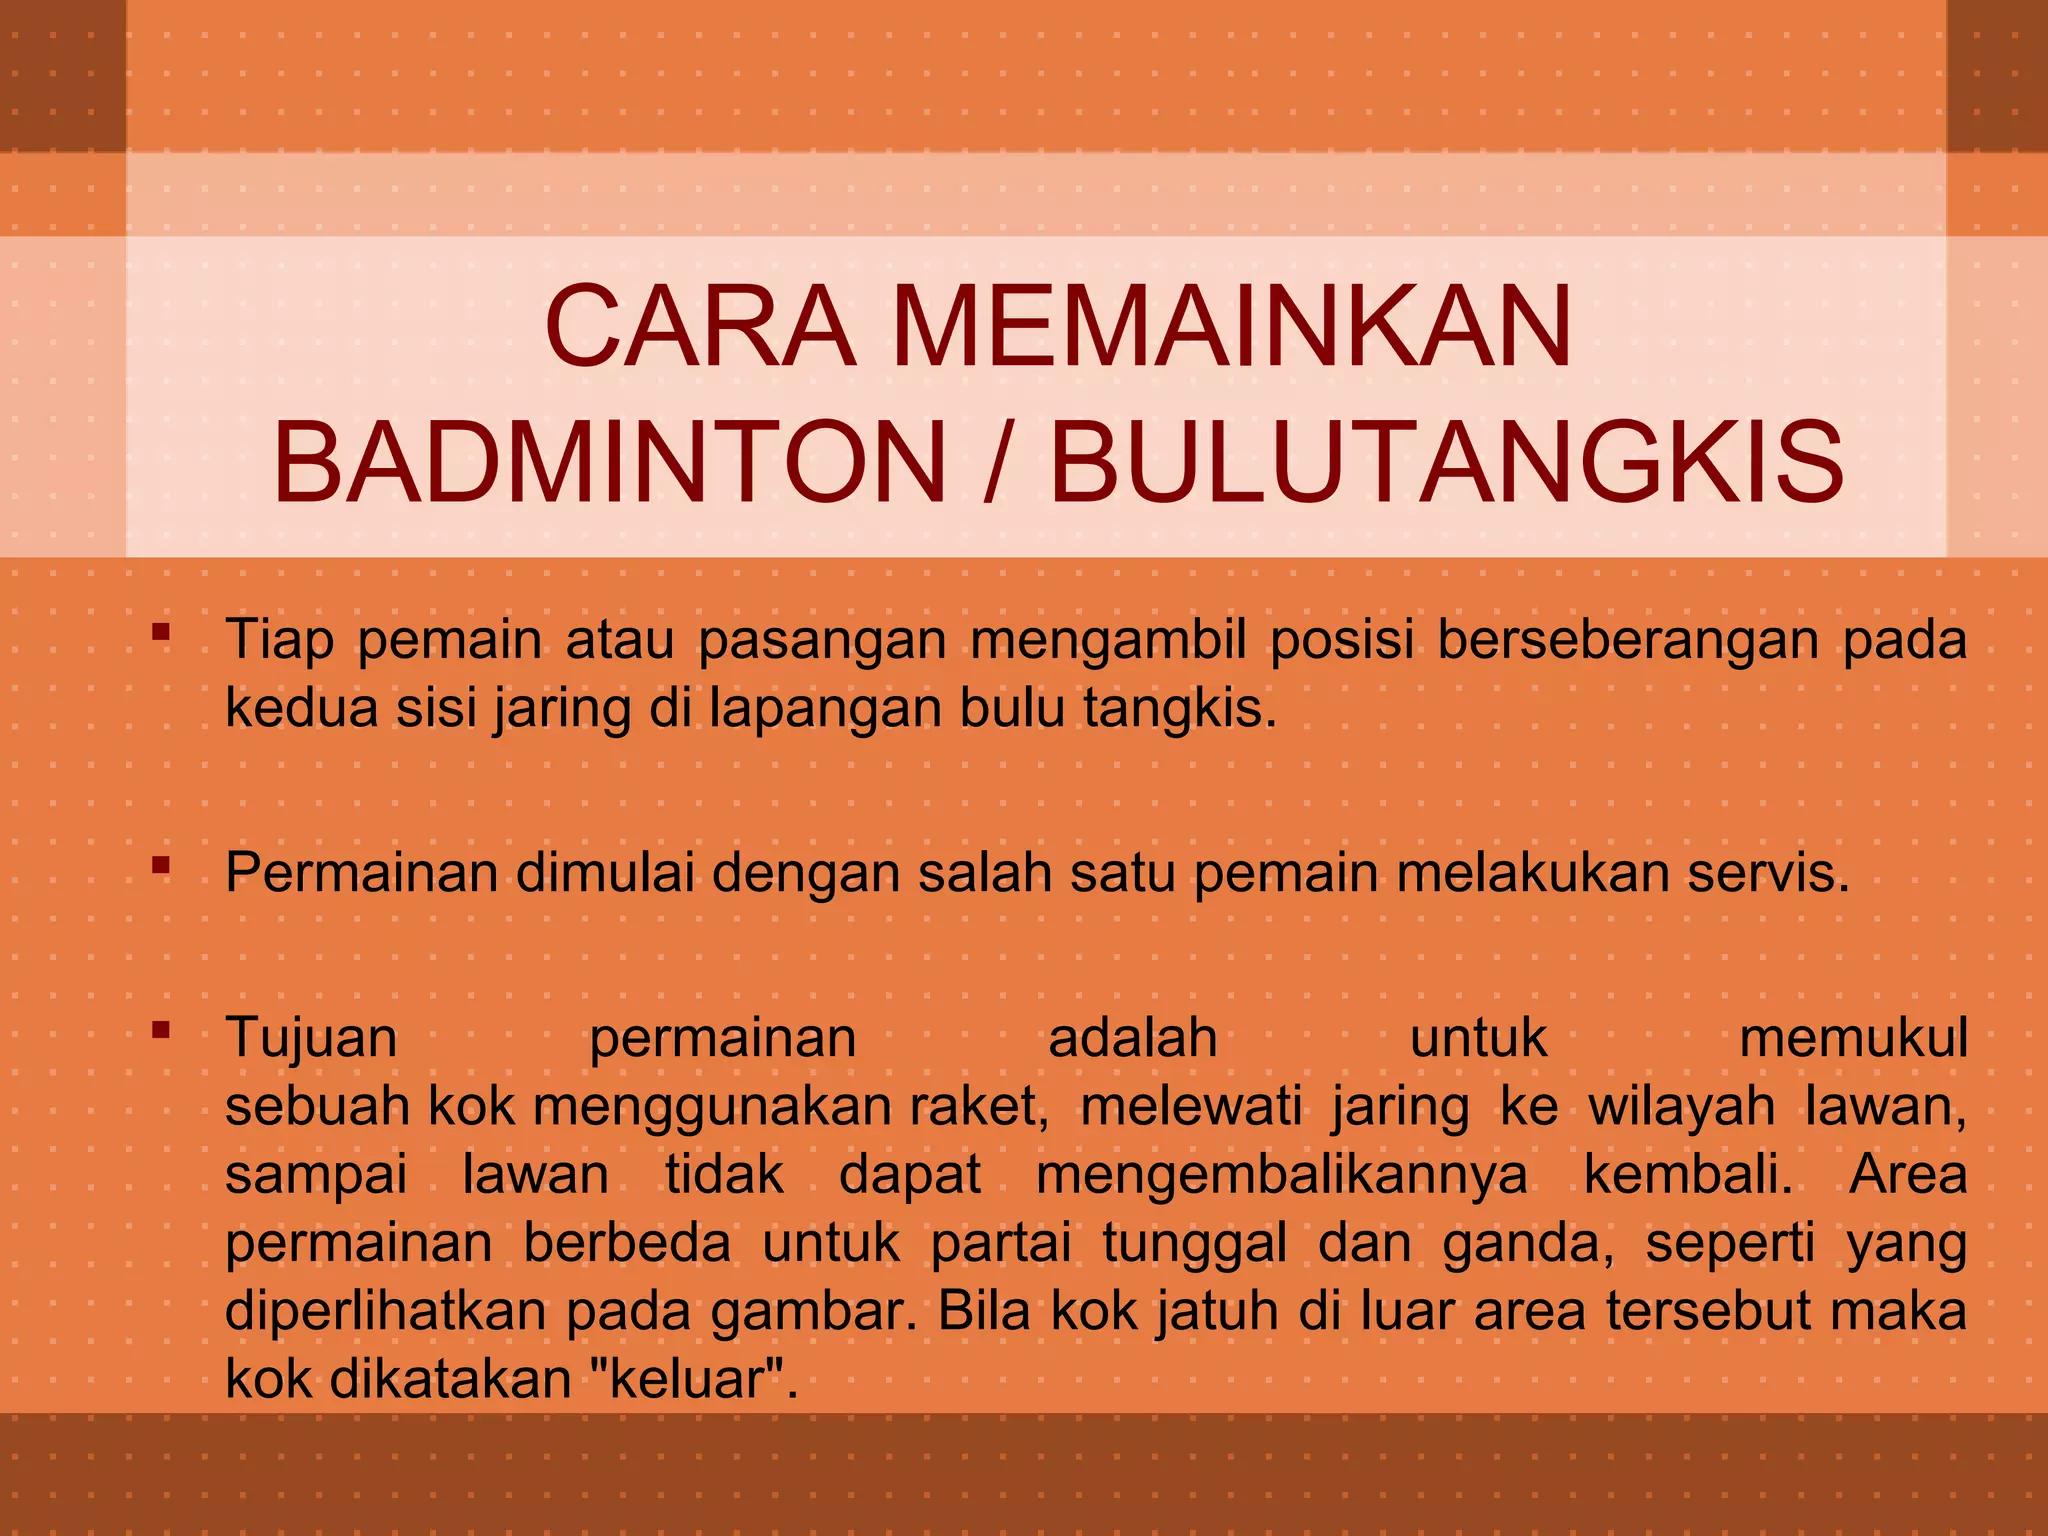 CARA MEMAINKAN
BADMINTON / BULUTANGKIS
▪ Tiap pemain atau pasangan mengambil posisi berseberangan pada
kedua sisi jaring di lapangan bulu tangkis.
▪ Permainan dimulai dengan salah satu pemain melakukan servis.
▪ Tujuan permainan adalah untuk memukul
sebuah kok menggunakan raket, melewati jaring ke wilayah lawan,
sampai lawan tidak dapat mengembalikannya kembali. Area
permainan berbeda untuk partai tunggal dan ganda, seperti yang
diperlihatkan pada gambar. Bila kok jatuh di luar area tersebut maka
kok dikatakan "keluar".